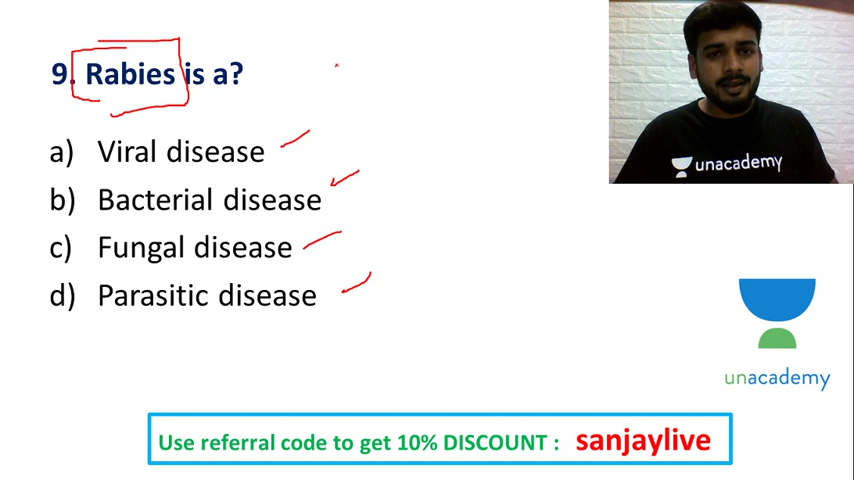 9. Rabies is a?
unacademy
a) Viral disease
b) Bacterial disease
c) Fungal disease
d) Parasitic disease
unacademy
Use referral code to get 10% DISCOUNT : sanjaylive